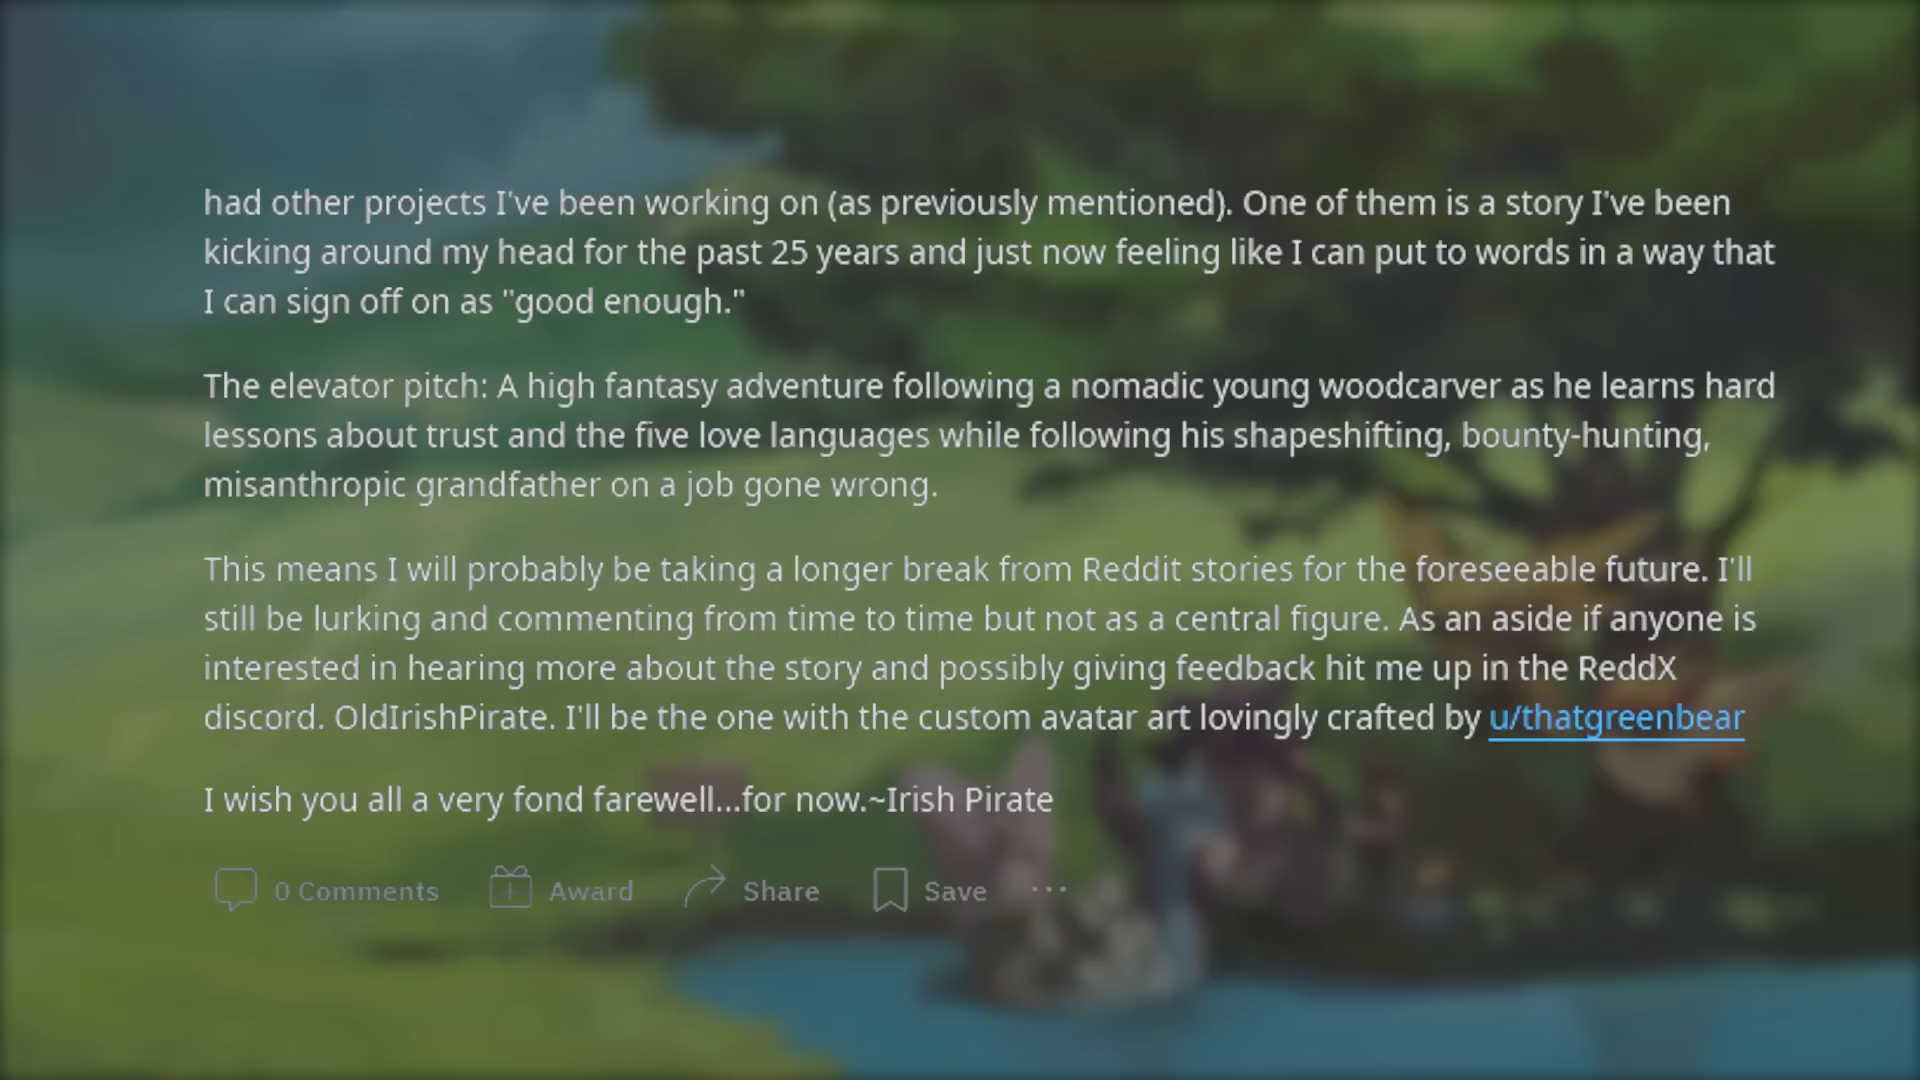 had other projects I've been working on (as previously mentioned). One of them is a story I've been
kicking around my head for the past 25 years and just now feeling like I can put to words in a way that
I can sign off on as "good enough."
The elevator pitch: A high fantasy adventure following a nomadic young woodcarver as he learns hard
lessons about trust and the five love languages while following his shapeshifting, bounty-hunting,
misanthropic grandfather on a job gone wrong.
This means I will probably be taking a longer break from Reddit stories for the foreseeable future. I'll
still be lurking and commenting from time to time but not as a central figure. As an aside if anyone is
interested in hearing more about the story and possibly giving feedback hit me up in the ReddX
discord. OldIrishPirate. I'll be the one with the custom avatar art lovingly crafted by u/thatgreenbear
I wish you all a very fond farewell...for now.~Irish Pirate
0 Comments Award Share Save ...